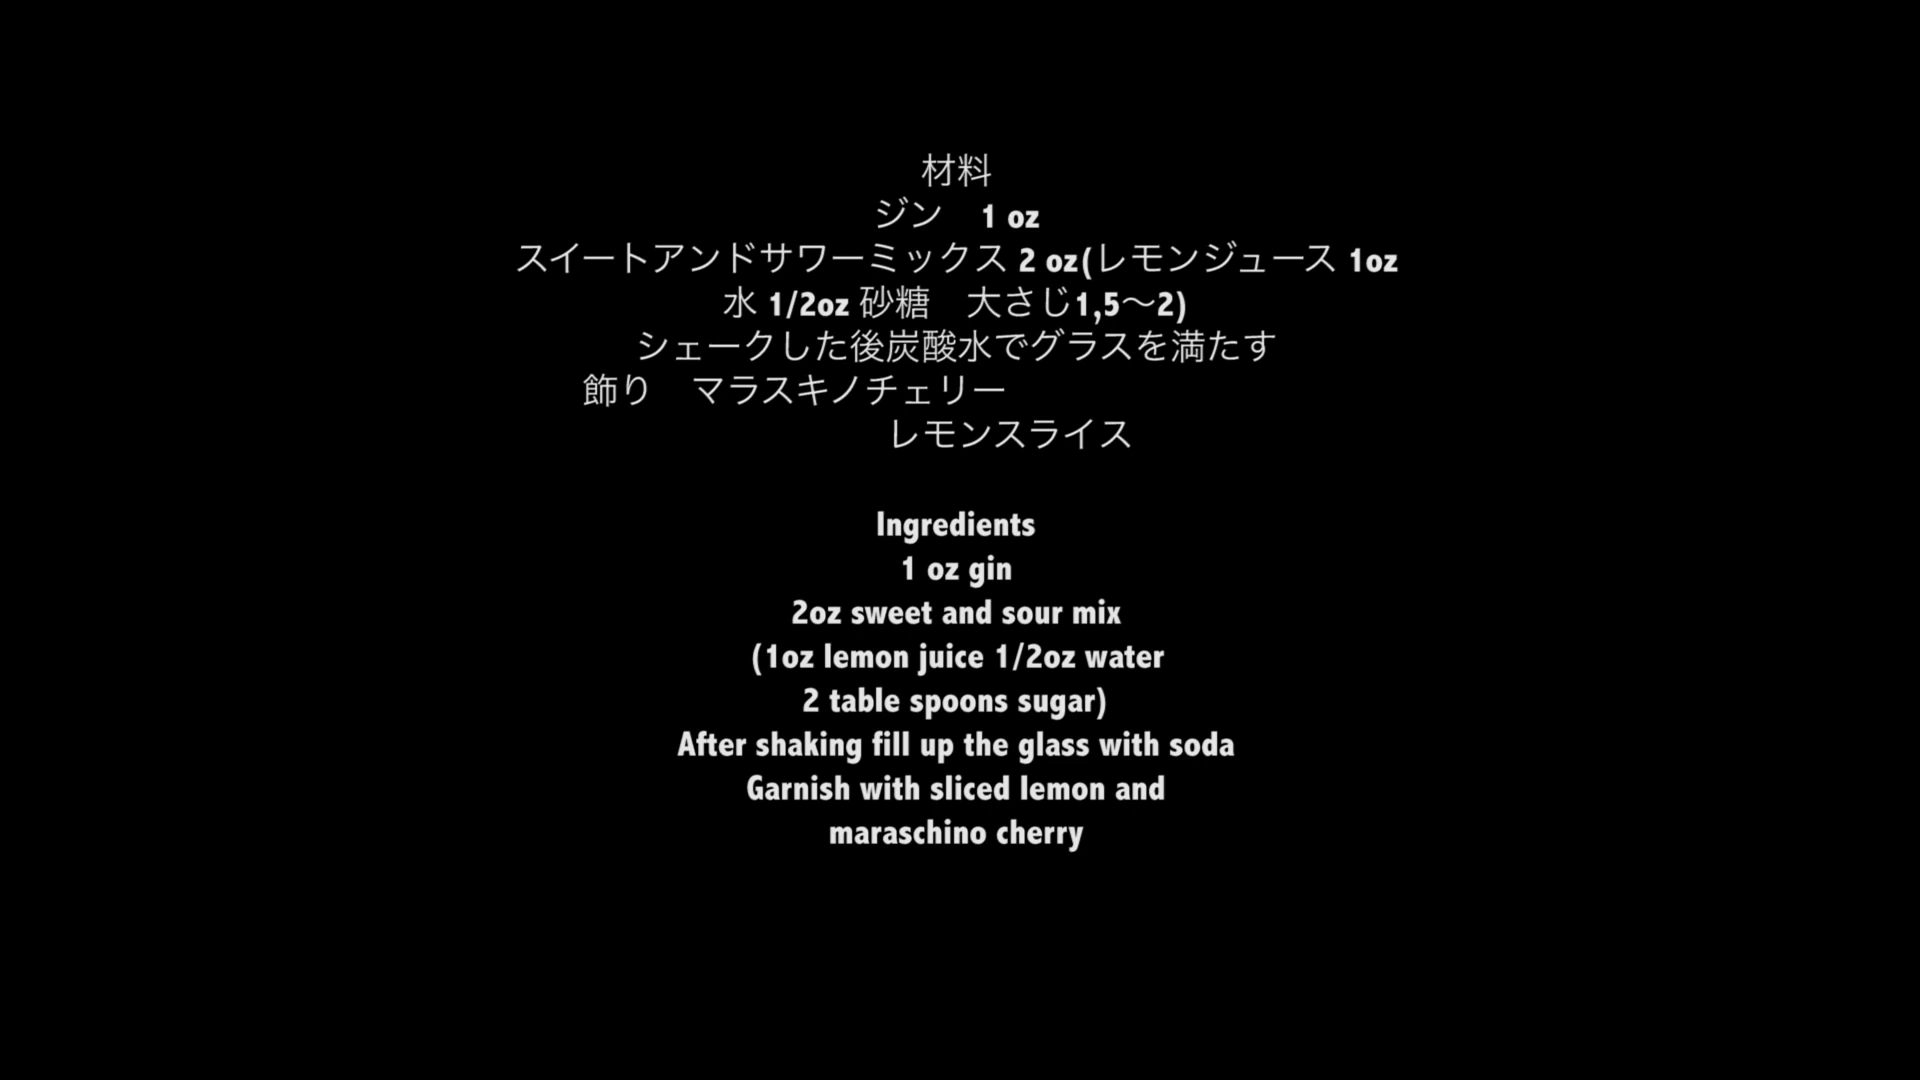 材料
ジン　1 oz
スイートアンドサワーミックス 2 oz(レモンジュース 1oz
水 1/2oz 砂糖　大さじ1,5〜2)
シェークした後炭酸水でグラスを満たす
飾り　マラスキノチェリー
レモンスライス
Ingredients
1 oz gin
2oz sweet and sour mix
(1oz lemon juice 1/2oz water
2 table spoons sugar)
After shaking fill up the glass with soda
Garnish with sliced lemon and
maraschino cherry